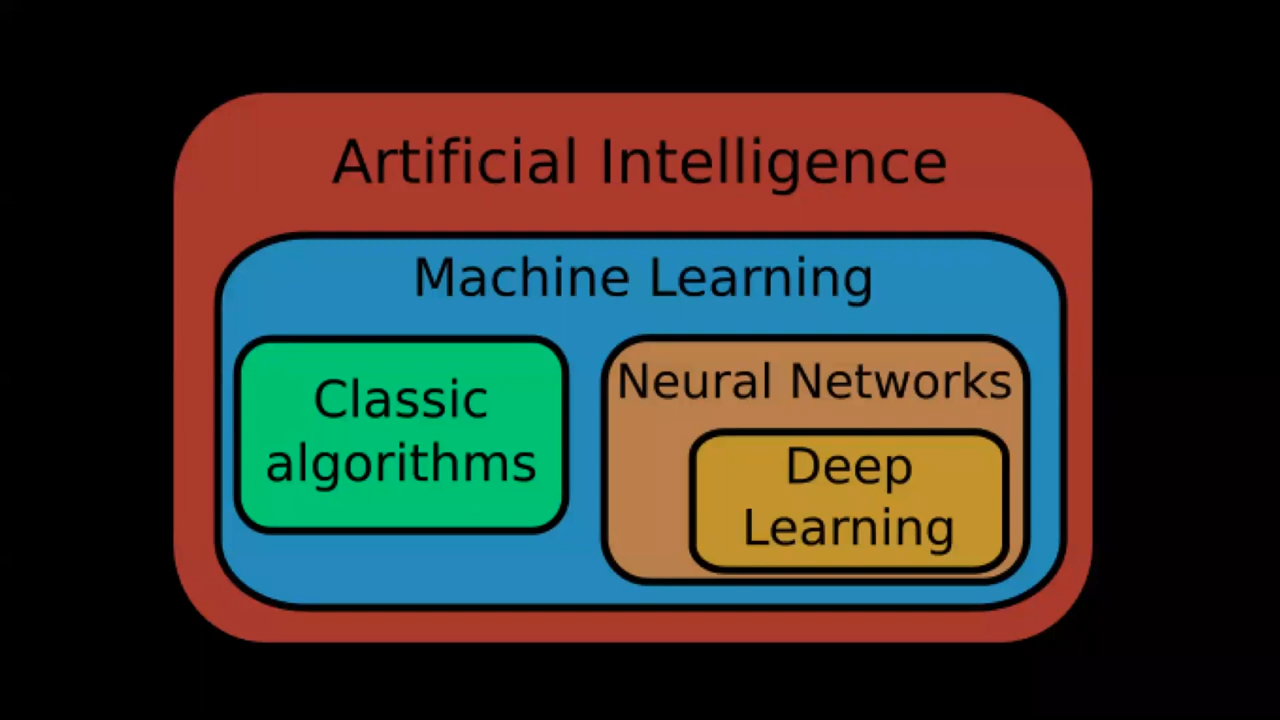 Artificial Intelligence
Machine Learning
Classic
algorithms
Neural Networks
Deep
Learning